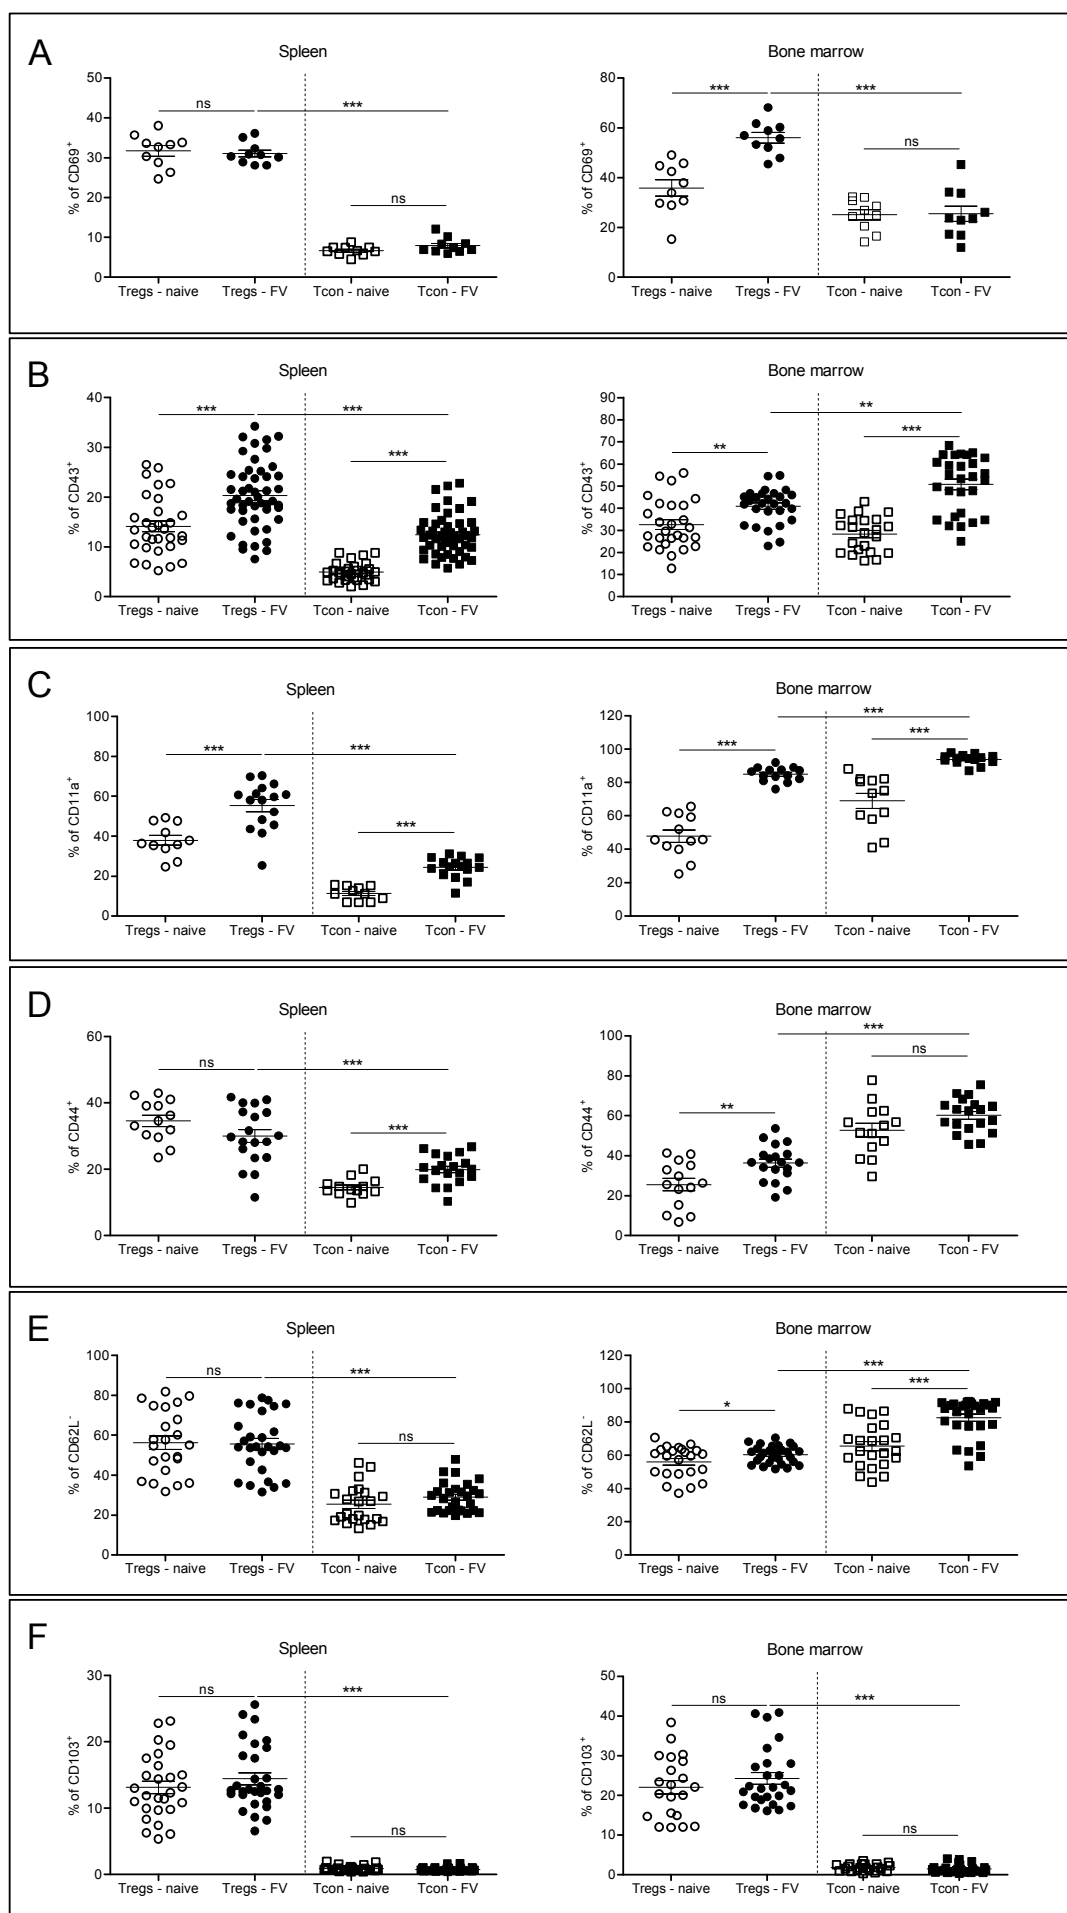 A
Spleen
Bone marrow
% of CD69+
50
40
30
20
10
0
ns
***
ns
Tregs - naive
Tregs - FV
Tcon - naive
Tcon - FV
% of CD69+
80
60
40
20
0
***
***
ns
Tregs - naive
Tregs - FV
Tcon - naive
Tcon - FV
B
Spleen
Bone marrow
% of CD43+
40
30
20
10
0
***
***
***
Tregs - naive
Tregs - FV
Tcon - naive
Tcon - FV
% of CD43+
90
80
70
60
50
40
30
20
10
0
**
**
***
Tregs - naive
Tregs - FV
Tcon - naive
Tcon - FV
C
Spleen
Bone marrow
% of CD11a+
100
80
60
40
20
0
***
***
***
Tregs - naive
Tregs - FV
Tcon - naive
Tcon - FV
% of CD11a+
120
100
80
60
40
20
0
***
***
***
Tregs - naive
Tregs - FV
Tcon - naive
Tcon - FV
D
Spleen
Bone marrow
% of CD44+
60
40
20
0
ns
***
***
Tregs - naive
Tregs - FV
Tcon - naive
Tcon - FV
% of CD44+
100
80
60
40
20
0
***
ns
**
Tregs - naive
Tregs - FV
Tcon - naive
Tcon - FV
E
Spleen
Bone marrow
% of CD62L-
100
80
60
40
20
0
ns
***
ns
Tregs - naive
Tregs - FV
Tcon - naive
Tcon - FV
% of CD62L-
120
100
80
60
40
20
0
***
***
*
Tregs - naive
Tregs - FV
Tcon - naive
Tcon - FV
F
Spleen
Bone marrow
% of CD103+
30
20
10
0
ns
***
ns
Tregs - naive
Tregs - FV
Tcon - naive
Tcon - FV
% of CD103+
50
40
30
20
10
0
ns
***
ns
Tregs - naive
Tregs - FV
Tcon - naive
Tcon - FV